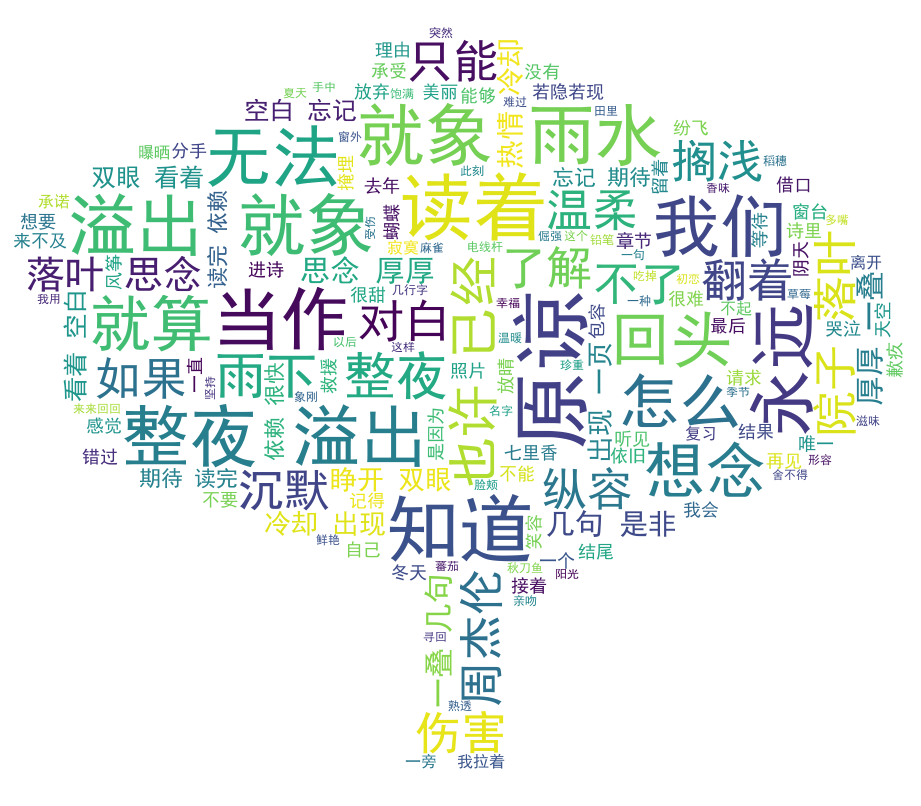 突然
理由
只能
冷却
承受
没有
夏天
手中
放弃
饱满
美丽
能够
若隐若现
难过
空白 忘记
就象
雨水
热情
田里
纷飞
窗外
无法
掩埋
曝晒
分手
搁浅
稻穗
双眼 看着
此刻
忘记 期待
留着
去年
读着
温柔
香味
借口
承诺
溢出
依赖
就象
蝴蝶
我们
等待
窗台
多嘴
想要
受伤
倔强
这个
铅笔
章节
诗里
来不及
寂寞
麻雀
电线杆
一句
阴天
落叶
落叶 思念
风筝
读完
进诗
思念 厚厚
了解
不了
翻着
离开
吃掉
初恋
我用
空白
就算
当作
很甜
几行字
已经
幸福
原谅
一种
很难
不起
草莓
一叠
天空
对白
包容
回头
最后
永远
哭泣
看着
以后
这样
温暖
厚厚
歉疚
如果
一直
雨下
很快
救援
整夜
照片
放晴
一页
珍重
请求
院子
坚持
象刚
来来回回
整夜
溢出
也许
名字
怎么
季节
滋味
感觉
依赖
是因为
出现
听见
复习
结果
唯一
错过
七里香
依旧
想念
再见
形容
期待 读完
沉默
睁开 双眼
脸颊
不能
纵容
舍不得
不要
记得
知道
我会
冷却 出现
笑容
几句 是非
鲜艳
自己
一个
结尾
冬天
蕃茄
秋刀鱼
阳光
接着
亲吻
几句
周杰伦
寻回
一叠
熟透
伤害
一旁
我拉着